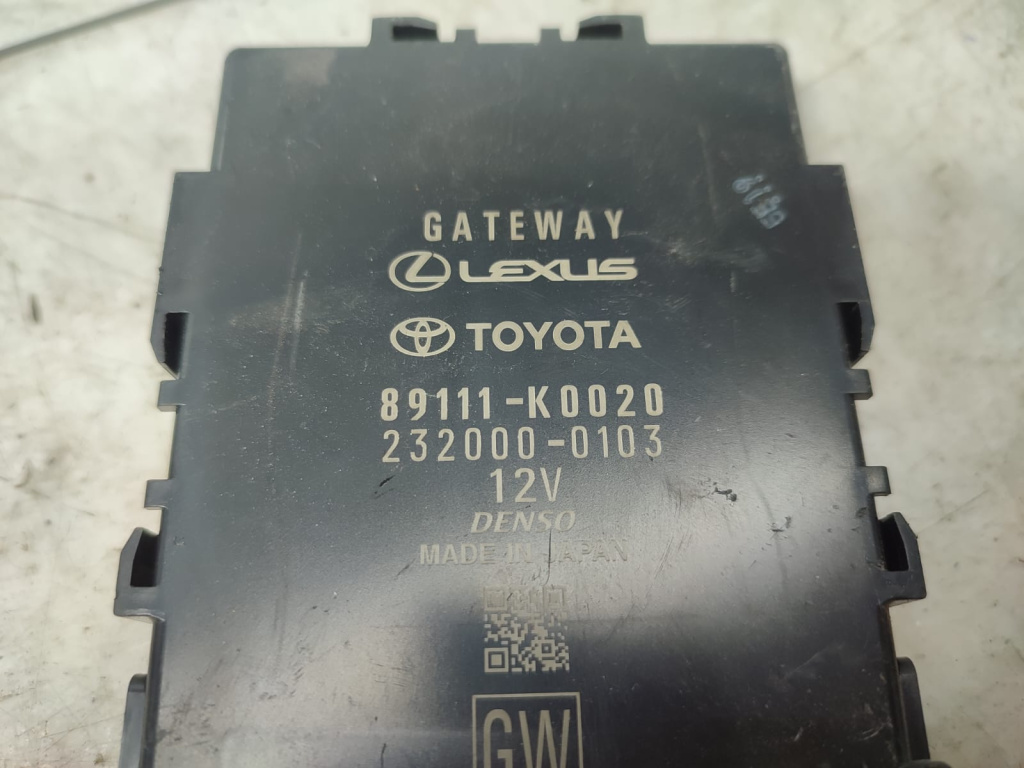 GATEWAY
LEXUS
TOYOTA
89111-K0020
232000-0103
12V
DENSO
MADE IN JAPAN
GW